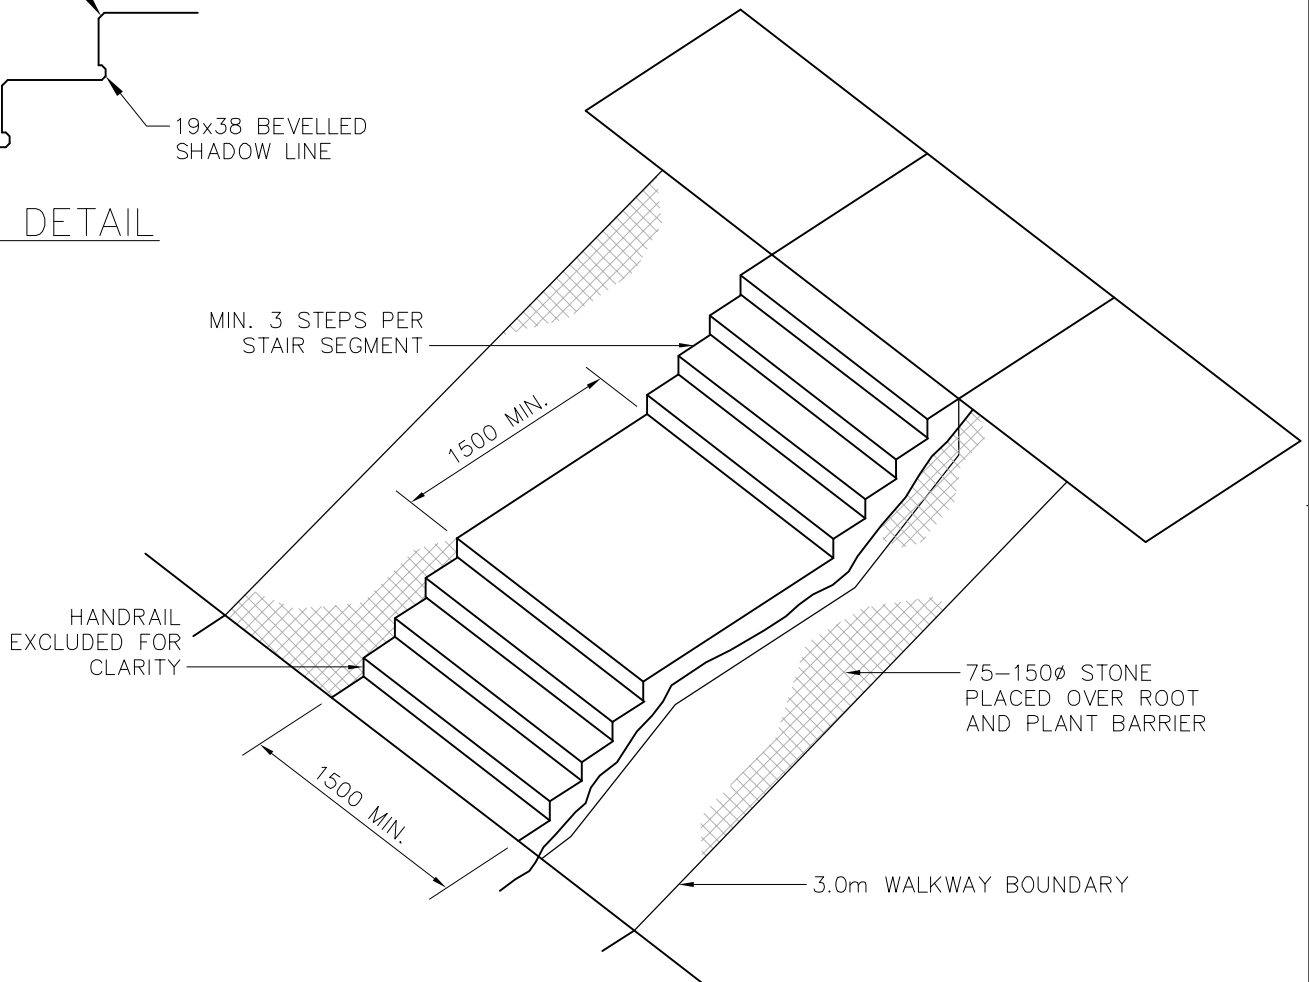 19x38 BEVELLED
SHADOW LINE
DETAIL
MIN. 3 STEPS PER
STAIR SEGMENT
1500 MIN.
HANDRAIL
EXCLUDED FOR
CLARITY
75-150ø STONE
PLACED OVER ROOT
AND PLANT BARRIER
1500 MIN.
3.0m WALKWAY BOUNDARY